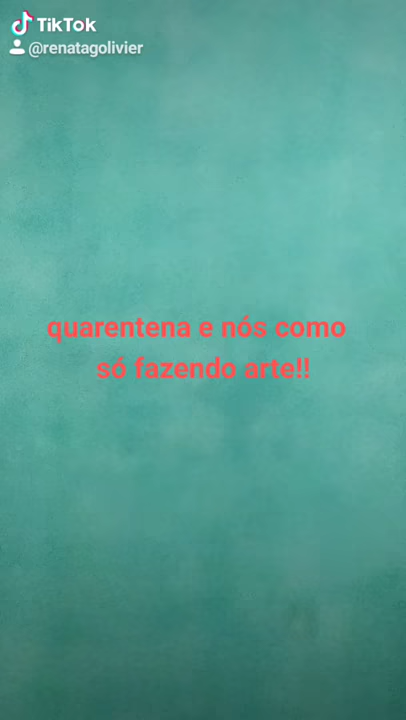 TikTok
@renatagolivier
quarentena e nós como
só fazendo arte!!